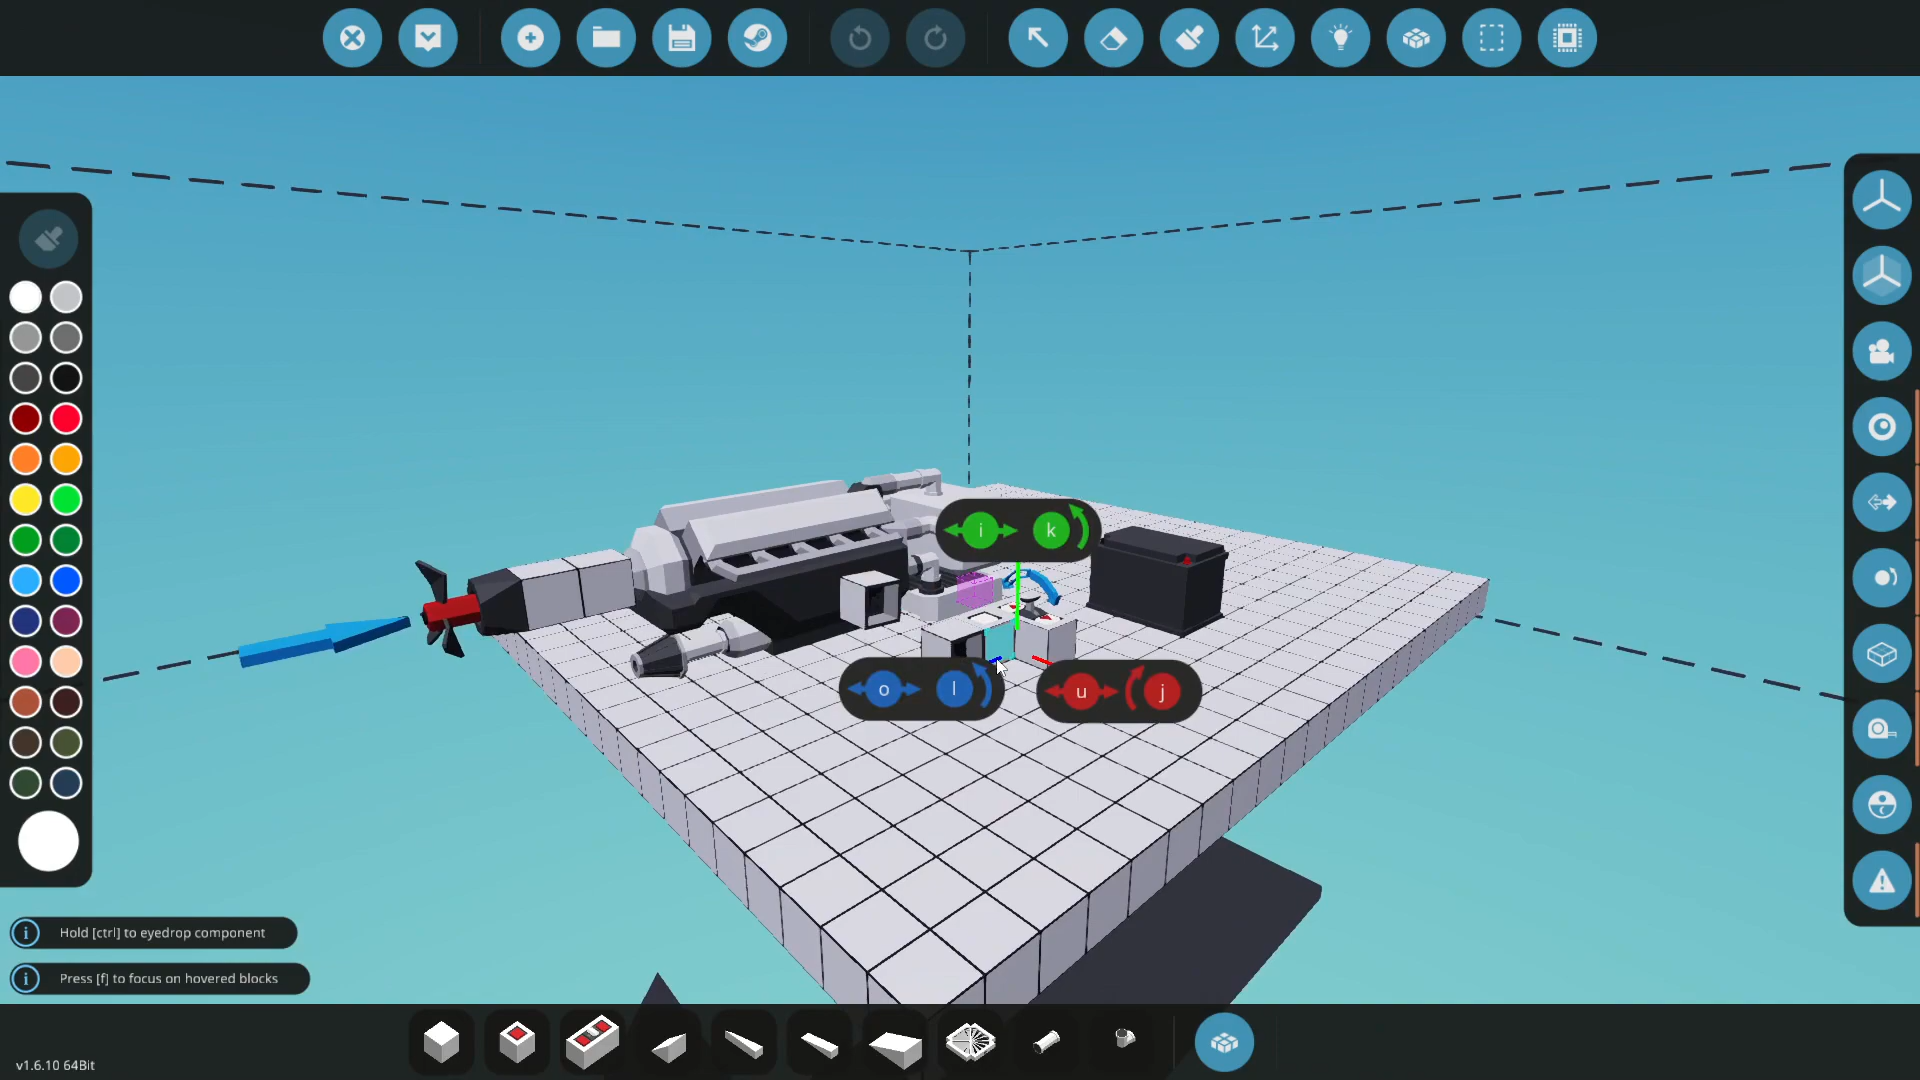 i k
o l
u j
Hold [ctrl] to eyedrop component
Press [f] to focus on hovered blocks
v1.6.10 64Bit